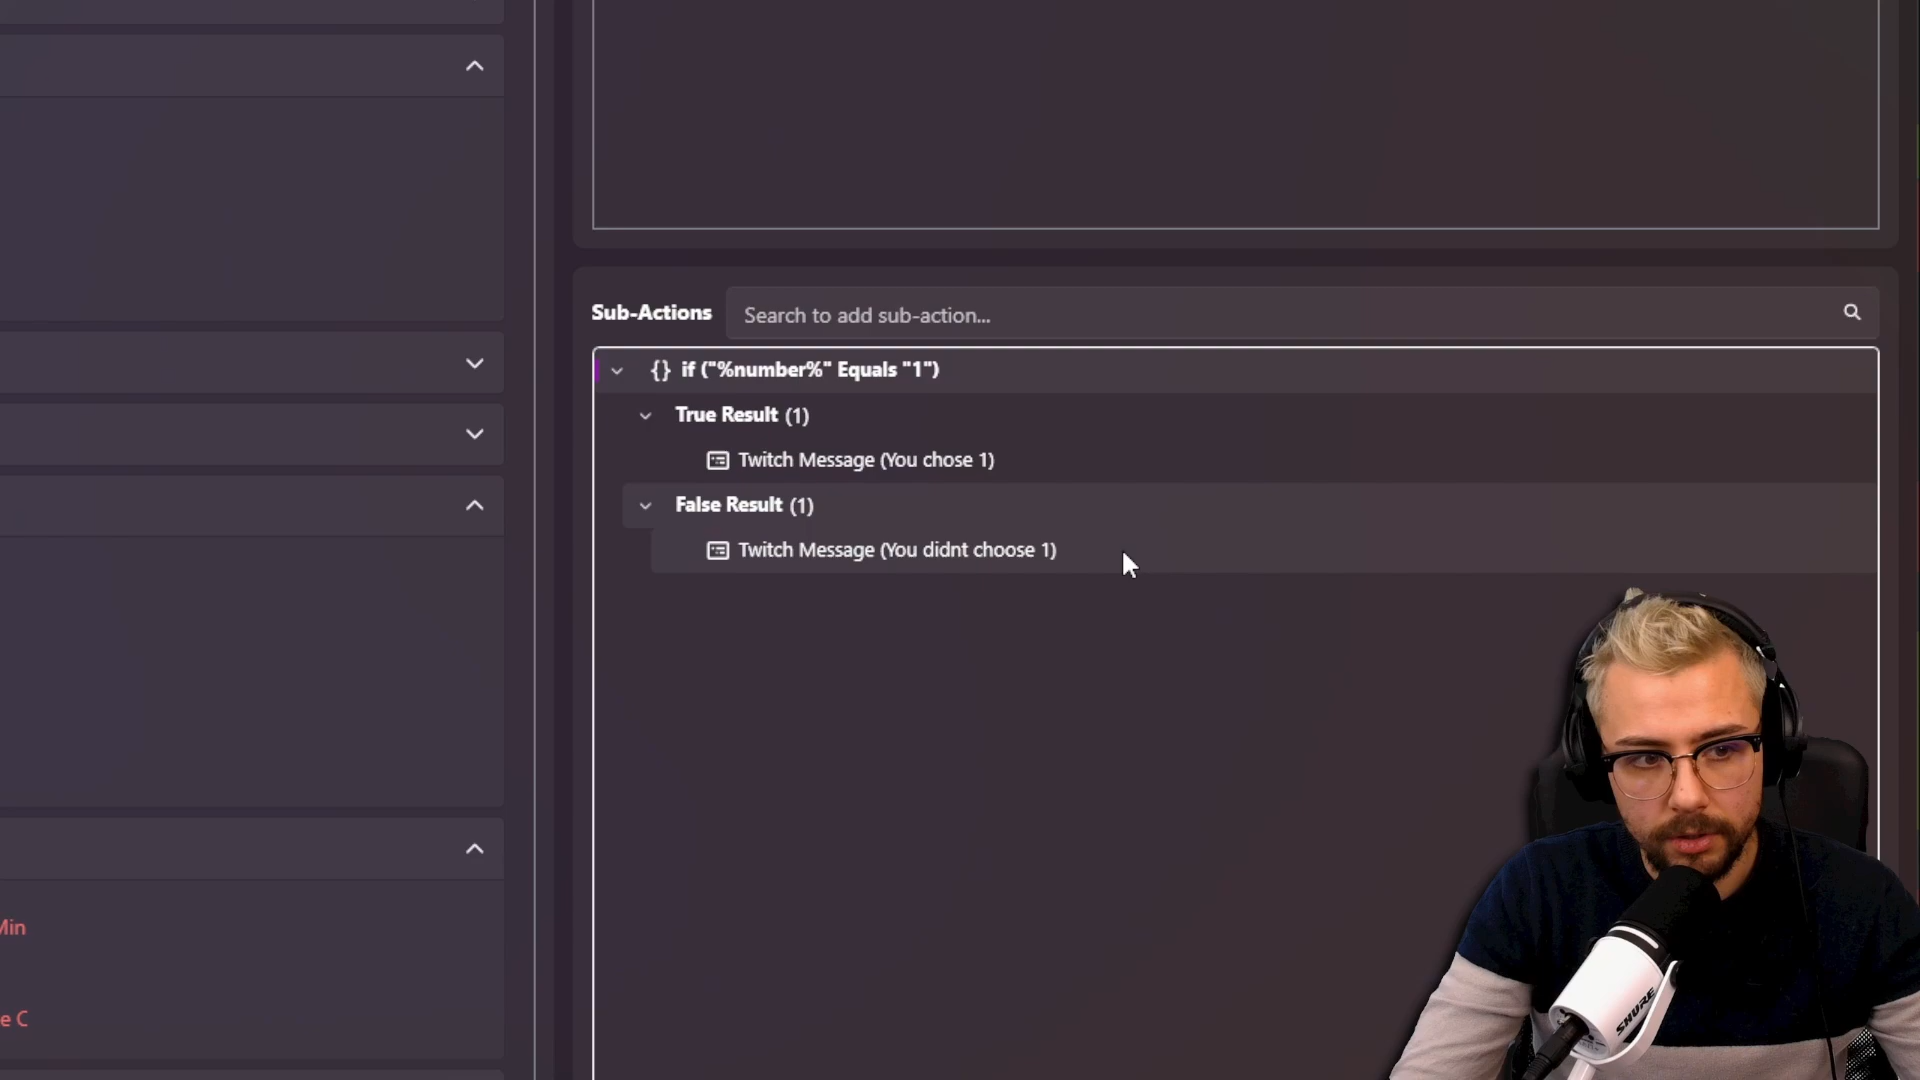 Sub-Actions
Search to add sub-action...
{} if ("%number%" Equals "1")
True Result (1)
Twitch Message (You chose 1)
False Result (1)
Twitch Message (You didnt choose 1)
Min
e C
SHURE